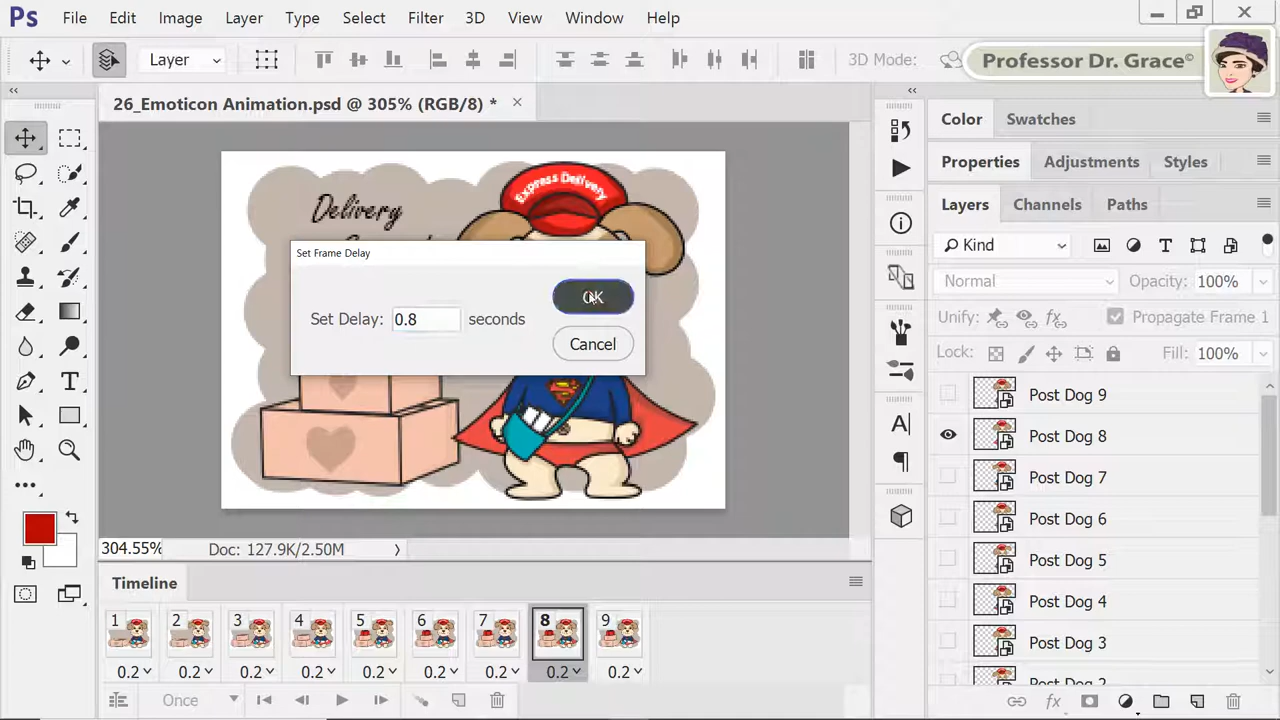 Ps File Edit Image Layer Type Select Filter 3D View Window Help
Layer 3D Mode:
Professor Dr. Grace©
26_Emoticon Animation.psd @ 305% (RGB/8) * ×
Color Swatches
Properties Adjustments Styles
Layers Channels Paths
Kind
Normal Opacity: 100%
Unify: Propagate Frame 1
Lock: Fill: 100%
Post Dog 9
Post Dog 8
Post Dog 7
Post Dog 6
Post Dog 5
Post Dog 4
Post Dog 3
Post Dog 2
Delivery
Express Delivery
Set Frame Delay
OK
Set Delay: 0.8 seconds
Cancel
304.55% Doc: 127.9K/2.50M
Timeline
1 2 3 4 5 6 7 8 9
0.2 0.2 0.2 0.2 0.2 0.2 0.2 0.2 0.2
Once